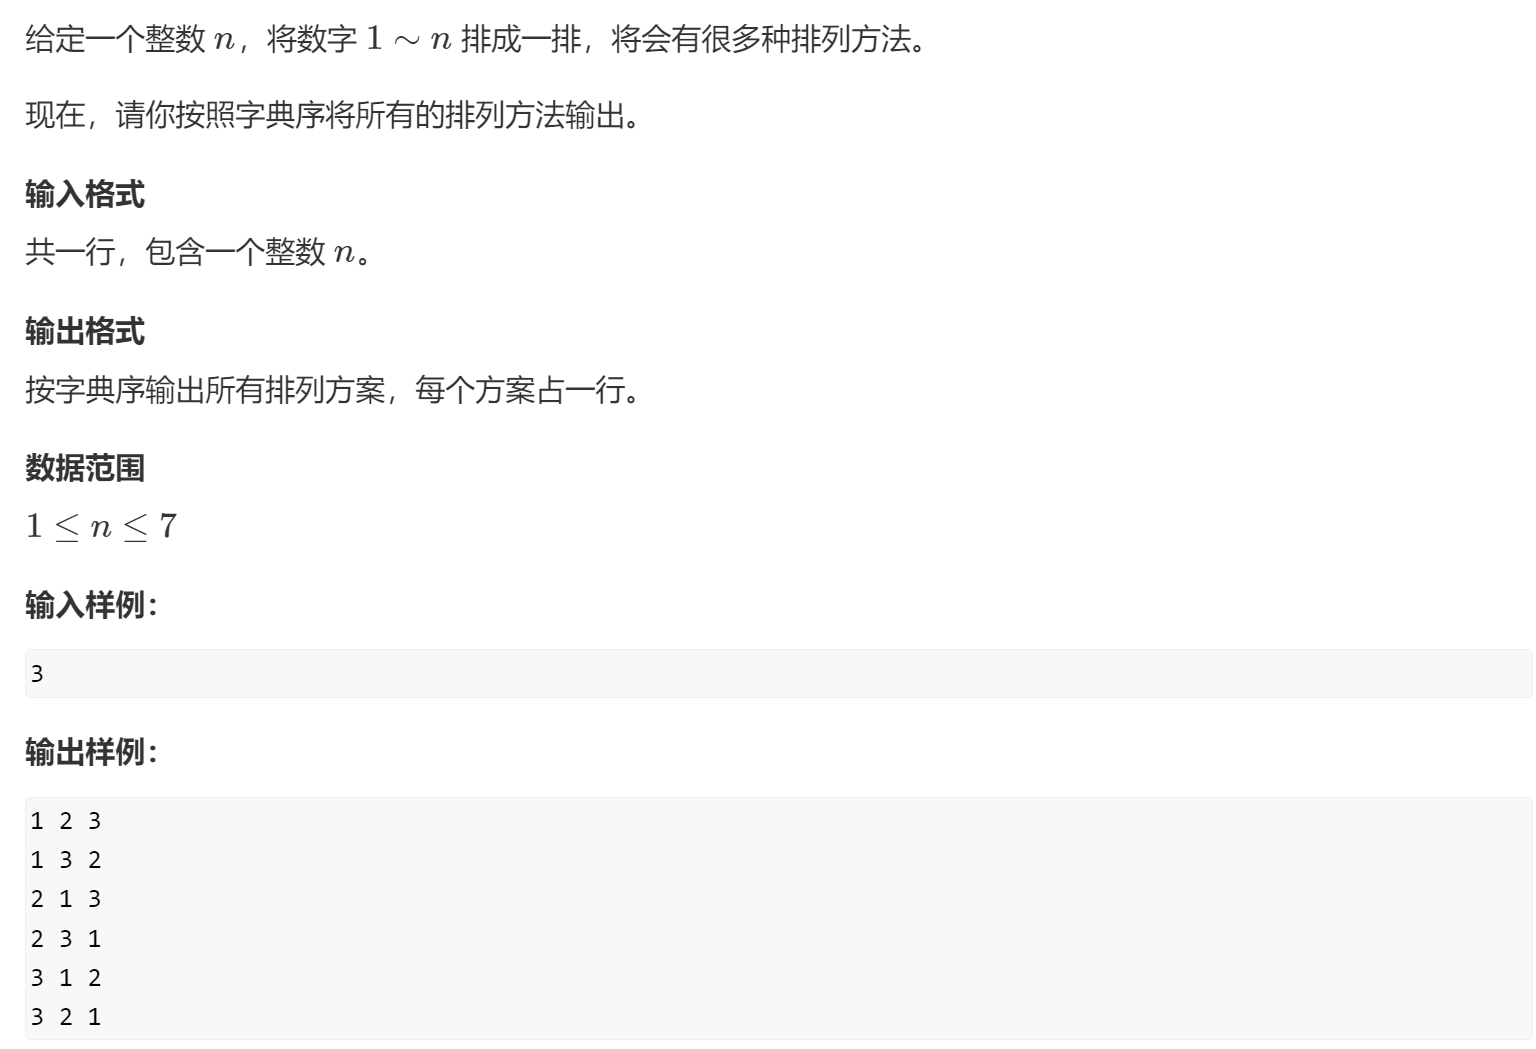 给定一个整数 n，将数字 1 ∼ n 排成一排，将会有很多种排列方法。
现在，请你按照字典序将所有的排列方法输出。
输入格式
共一行，包含一个整数 n。
输出格式
按字典序输出所有排列方案，每个方案占一行。
数据范围
1 ≤ n ≤ 7
输入样例：
3
输出样例：
1 2 3
1 3 2
2 1 3
2 3 1
3 1 2
3 2 1